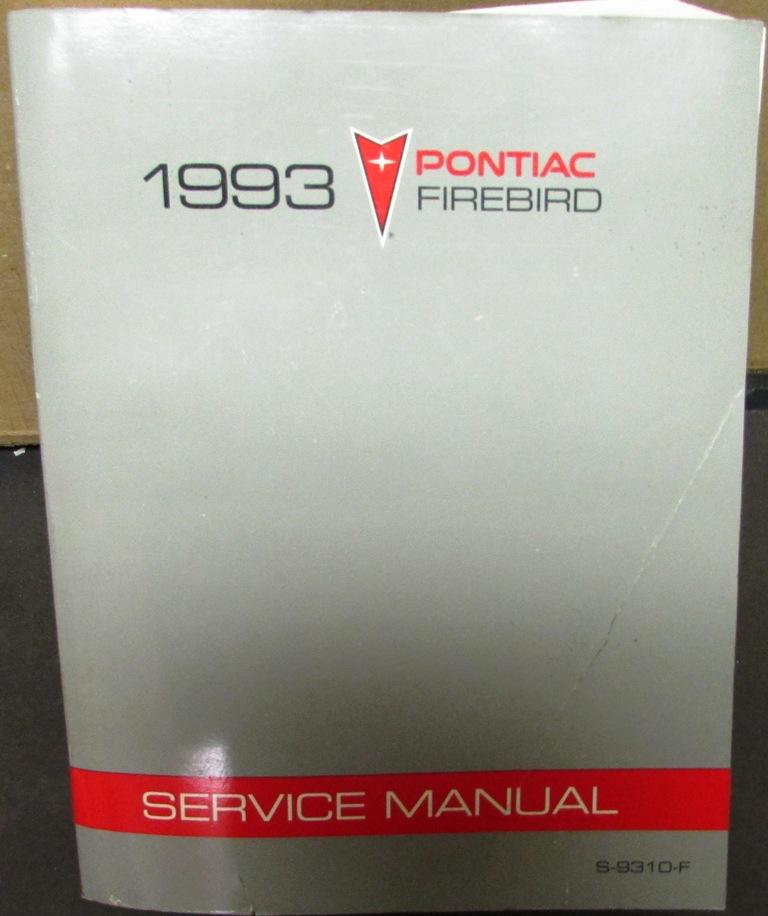 1993 PONTIAC
FIREBIRD
SERVICE MANUAL
S-9310-F